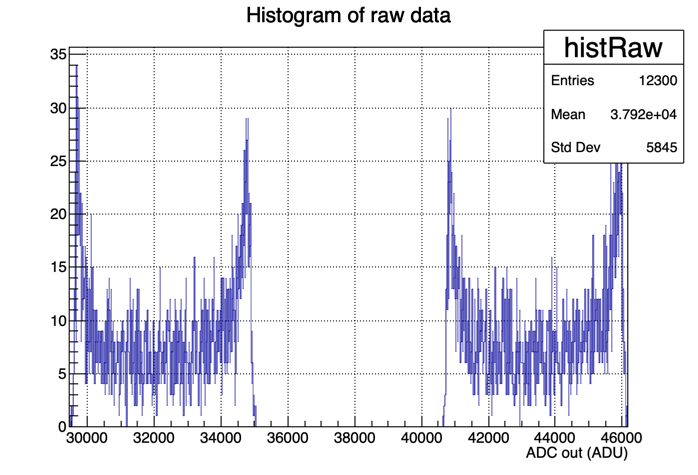 Histogram of raw data
histRaw
Entries 12300
Mean 3.792e+04
Std Dev 5845
35
30
25
20
15
10
5
0
30000 32000 34000 36000 38000 40000 42000 44000 46000
ADC out (ADU)